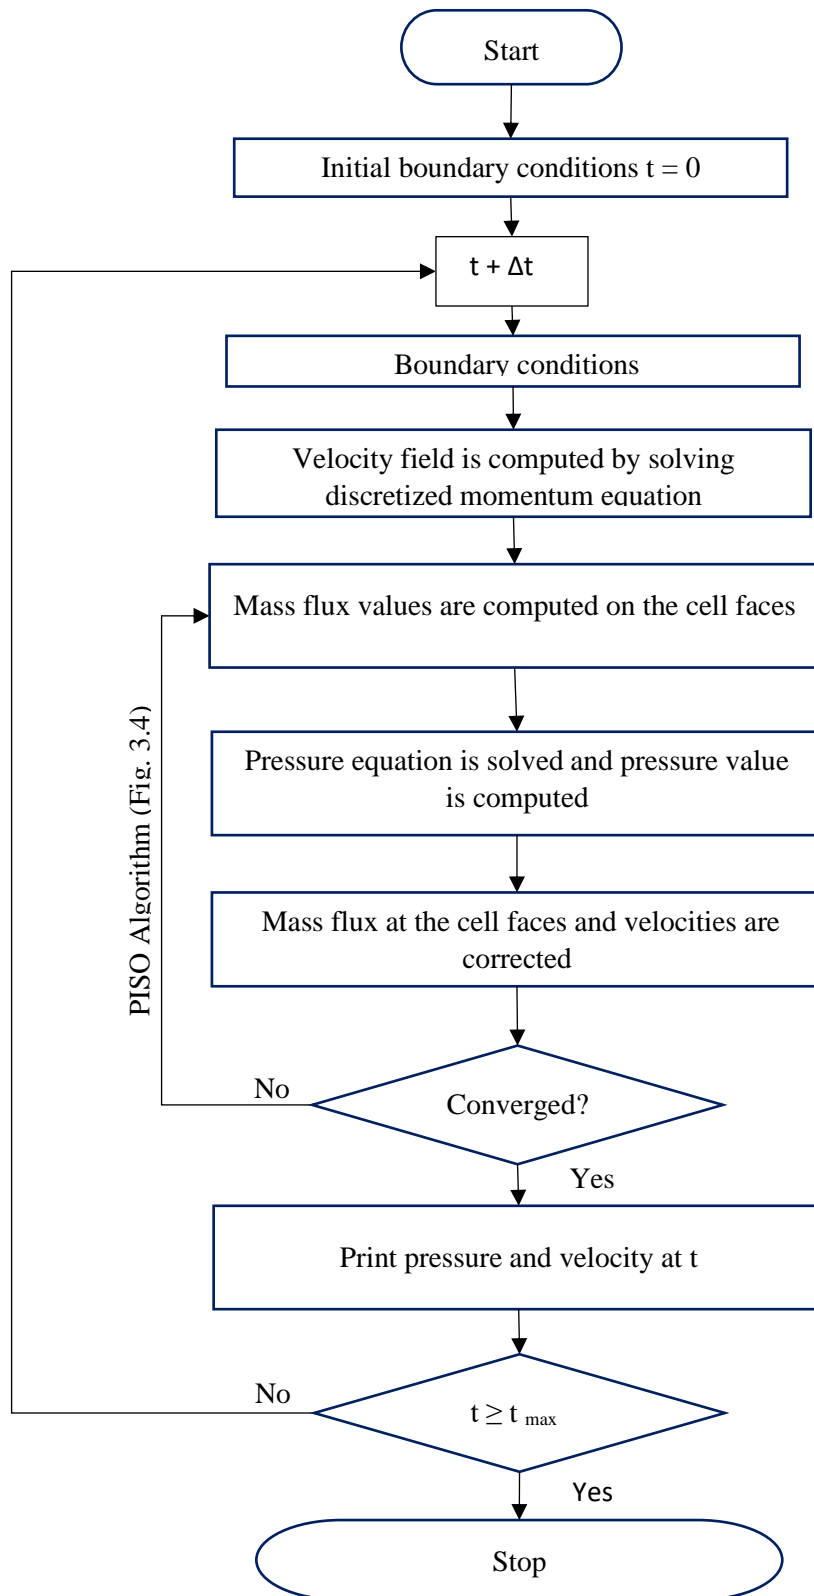 Start
Initial boundary conditions t = 0
t + Δt
Boundary conditions
Velocity field is computed by solving
discretized momentum equation
Mass flux values are computed on the cell faces
PISO Algorithm (Fig. 3.4)
Pressure equation is solved and pressure value
is computed
Mass flux at the cell faces and velocities are
corrected
No
Converged?
Yes
Print pressure and velocity at t
No
t ≥ t max
Yes
Stop